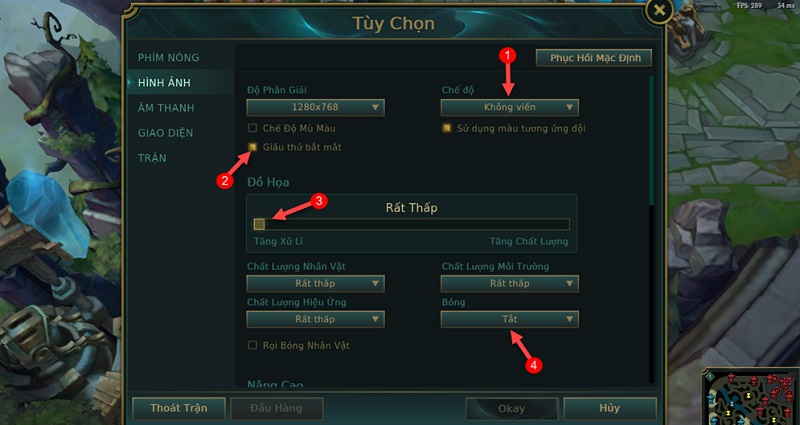 FPS: 289 34 ms
Tùy Chọn
PHÍM NÓNG
HÌNH ẢNH
ÂM THANH
GIAO DIỆN
TRẬN
Phục Hồi Mặc Định
1
Độ Phân Giải
Chế độ
1280x768
Không viền
Chế Độ Mù Màu
Sử dụng màu tương ứng đội
Giấu thứ bắt mắt
2
Đồ Họa
3
Rất Thấp
Tăng Xử Lí
Tăng Chất Lượng
Chất Lượng Nhân Vật
Chất Lượng Môi Trường
Rất thấp
Rất thấp
Chất Lượng Hiệu Ứng
Bóng
Rất thấp
Tắt
Rọi Bóng Nhân Vật
4
Nâng Cao
Thoát Trận
Đầu Hàng
Okay
Hủy